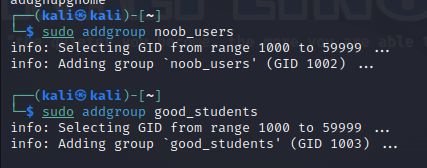 ┌──(kali㉿kali)-[~]
└─$ sudo addgroup noob_users
info: Selecting GID from range 1000 to 59999 ...
info: Adding group `noob_users' (GID 1002) ...
┌──(kali㉿kali)-[~]
└─$ sudo addgroup good_students
info: Selecting GID from range 1000 to 59999 ...
info: Adding group `good_students' (GID 1003) ...